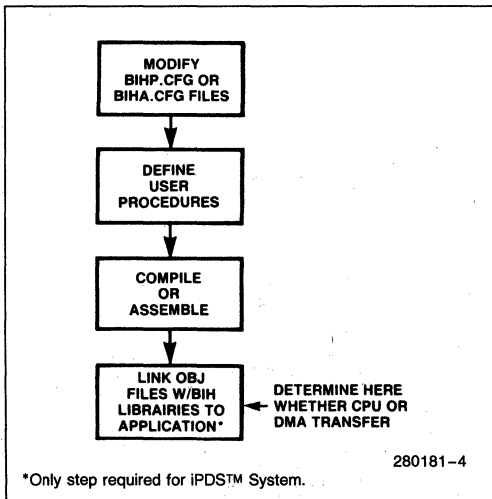 MODIFY
BIHP.CFG OR
BIHA.CFG FILES
DEFINE
USER
PROCEDURES
COMPILE
OR
ASSEMBLE
LINK OBJ
FILES W/BIH
LIBRAIRIES TO
APPLICATION*
DETERMINE HERE
WHETHER CPU OR
DMA TRANSFER
280181–4
*Only step required for iPDS™ System.